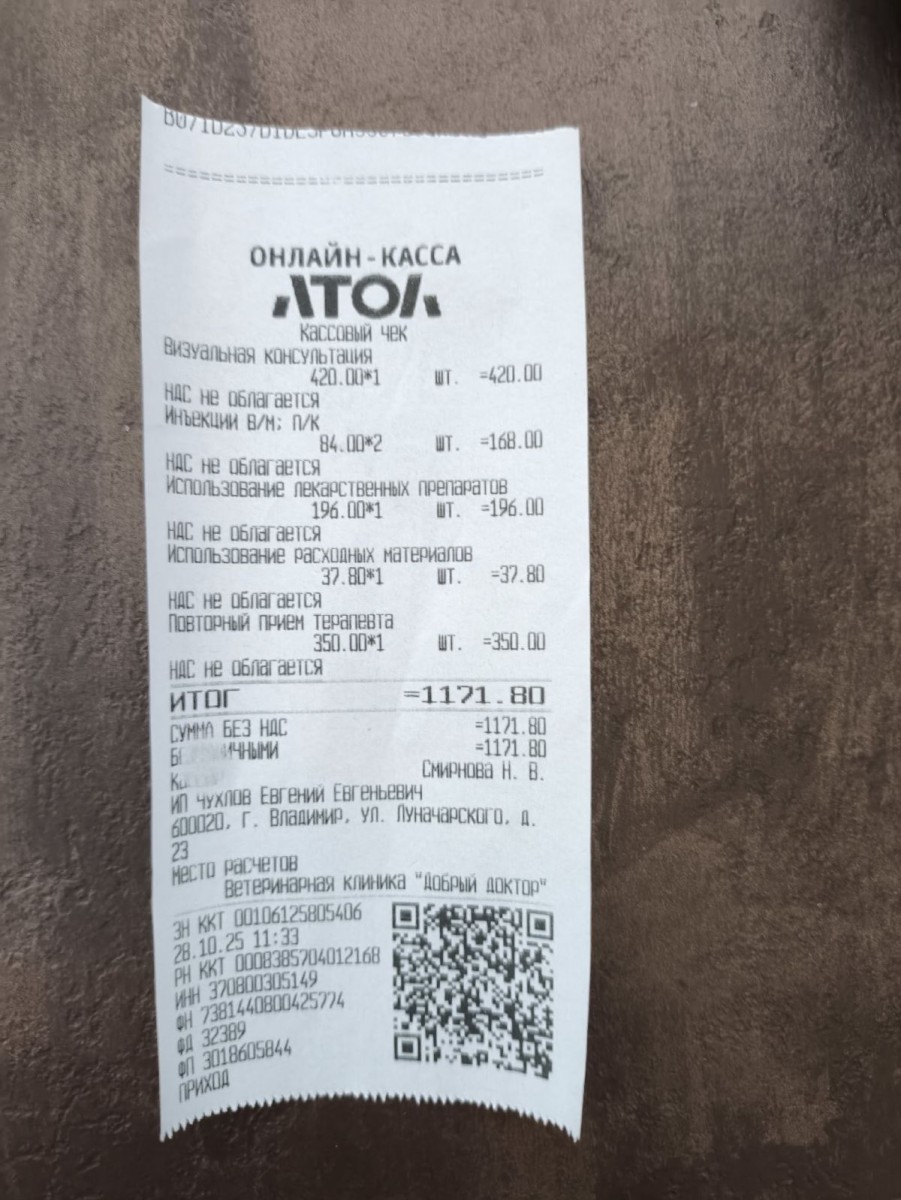 ==================================
ОНЛАЙН-КАССА
АТОЛ
Кассовый чек
Визуальная консультация
420.00*1 шт. =420.00
НДС не облагается
Инъекции в/м; п/к
84.00*2 шт. =168.00
НДС не облагается
Использование лекарственных препаратов
196.00*1 шт. =196.00
НДС не облагается
Использование расходных материалов
37.80*1 шт. =37.80
НДС не облагается
Повторный прием терапевта
350.00*1 шт. =350.00
НДС не облагается
ИТОГ =1171.80
СУММА БЕЗ НДС =1171.80
=1171.80
Смирнова Н. В.
ИП Чухлов Евгений Евгеньевич
600020, г. Владимир, ул. Луначарского, д.
23
Место расчетов
Ветеринарная клиника "Добрый доктор"
ЗН ККТ 00106125805406
28.10.25 11:33
РН ККТ 0008385704012168
ИНН 370800305149
ФН 7381440800425774
ФД 32389
ФП 3018605844
ПРИХОД